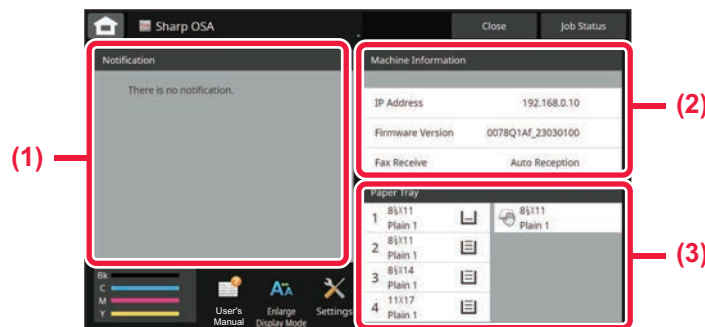 Sharp OSA
Close
Job Status
Notification
There is no notification.
Machine Information
IP Address 192.168.0.10
Firmware Version 0078Q1Af_23030100
Fax Receive Auto Reception
(1)
(2)
Paper Tray
1 8½X11
Plain 1
8½X11
Plain 1
2 8½X11
Plain 1
3 8½X14
Plain 1
4 11X17
Plain 1
(3)
Bk
C
M
Y
User's
Manual
Enlarge
Display Mode
Settings